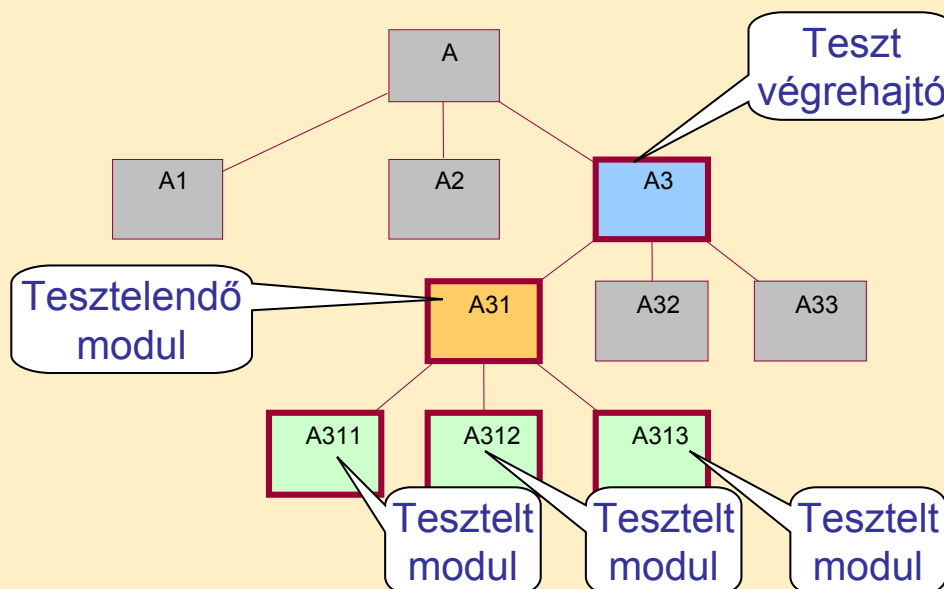 A
Teszt
végrehajtó
A1
A2
A3
Tesztelendő
modul
A31
A32
A33
A311
A312
A313
Tesztelt
modul
Tesztelt
modul
Tesztelt
modul